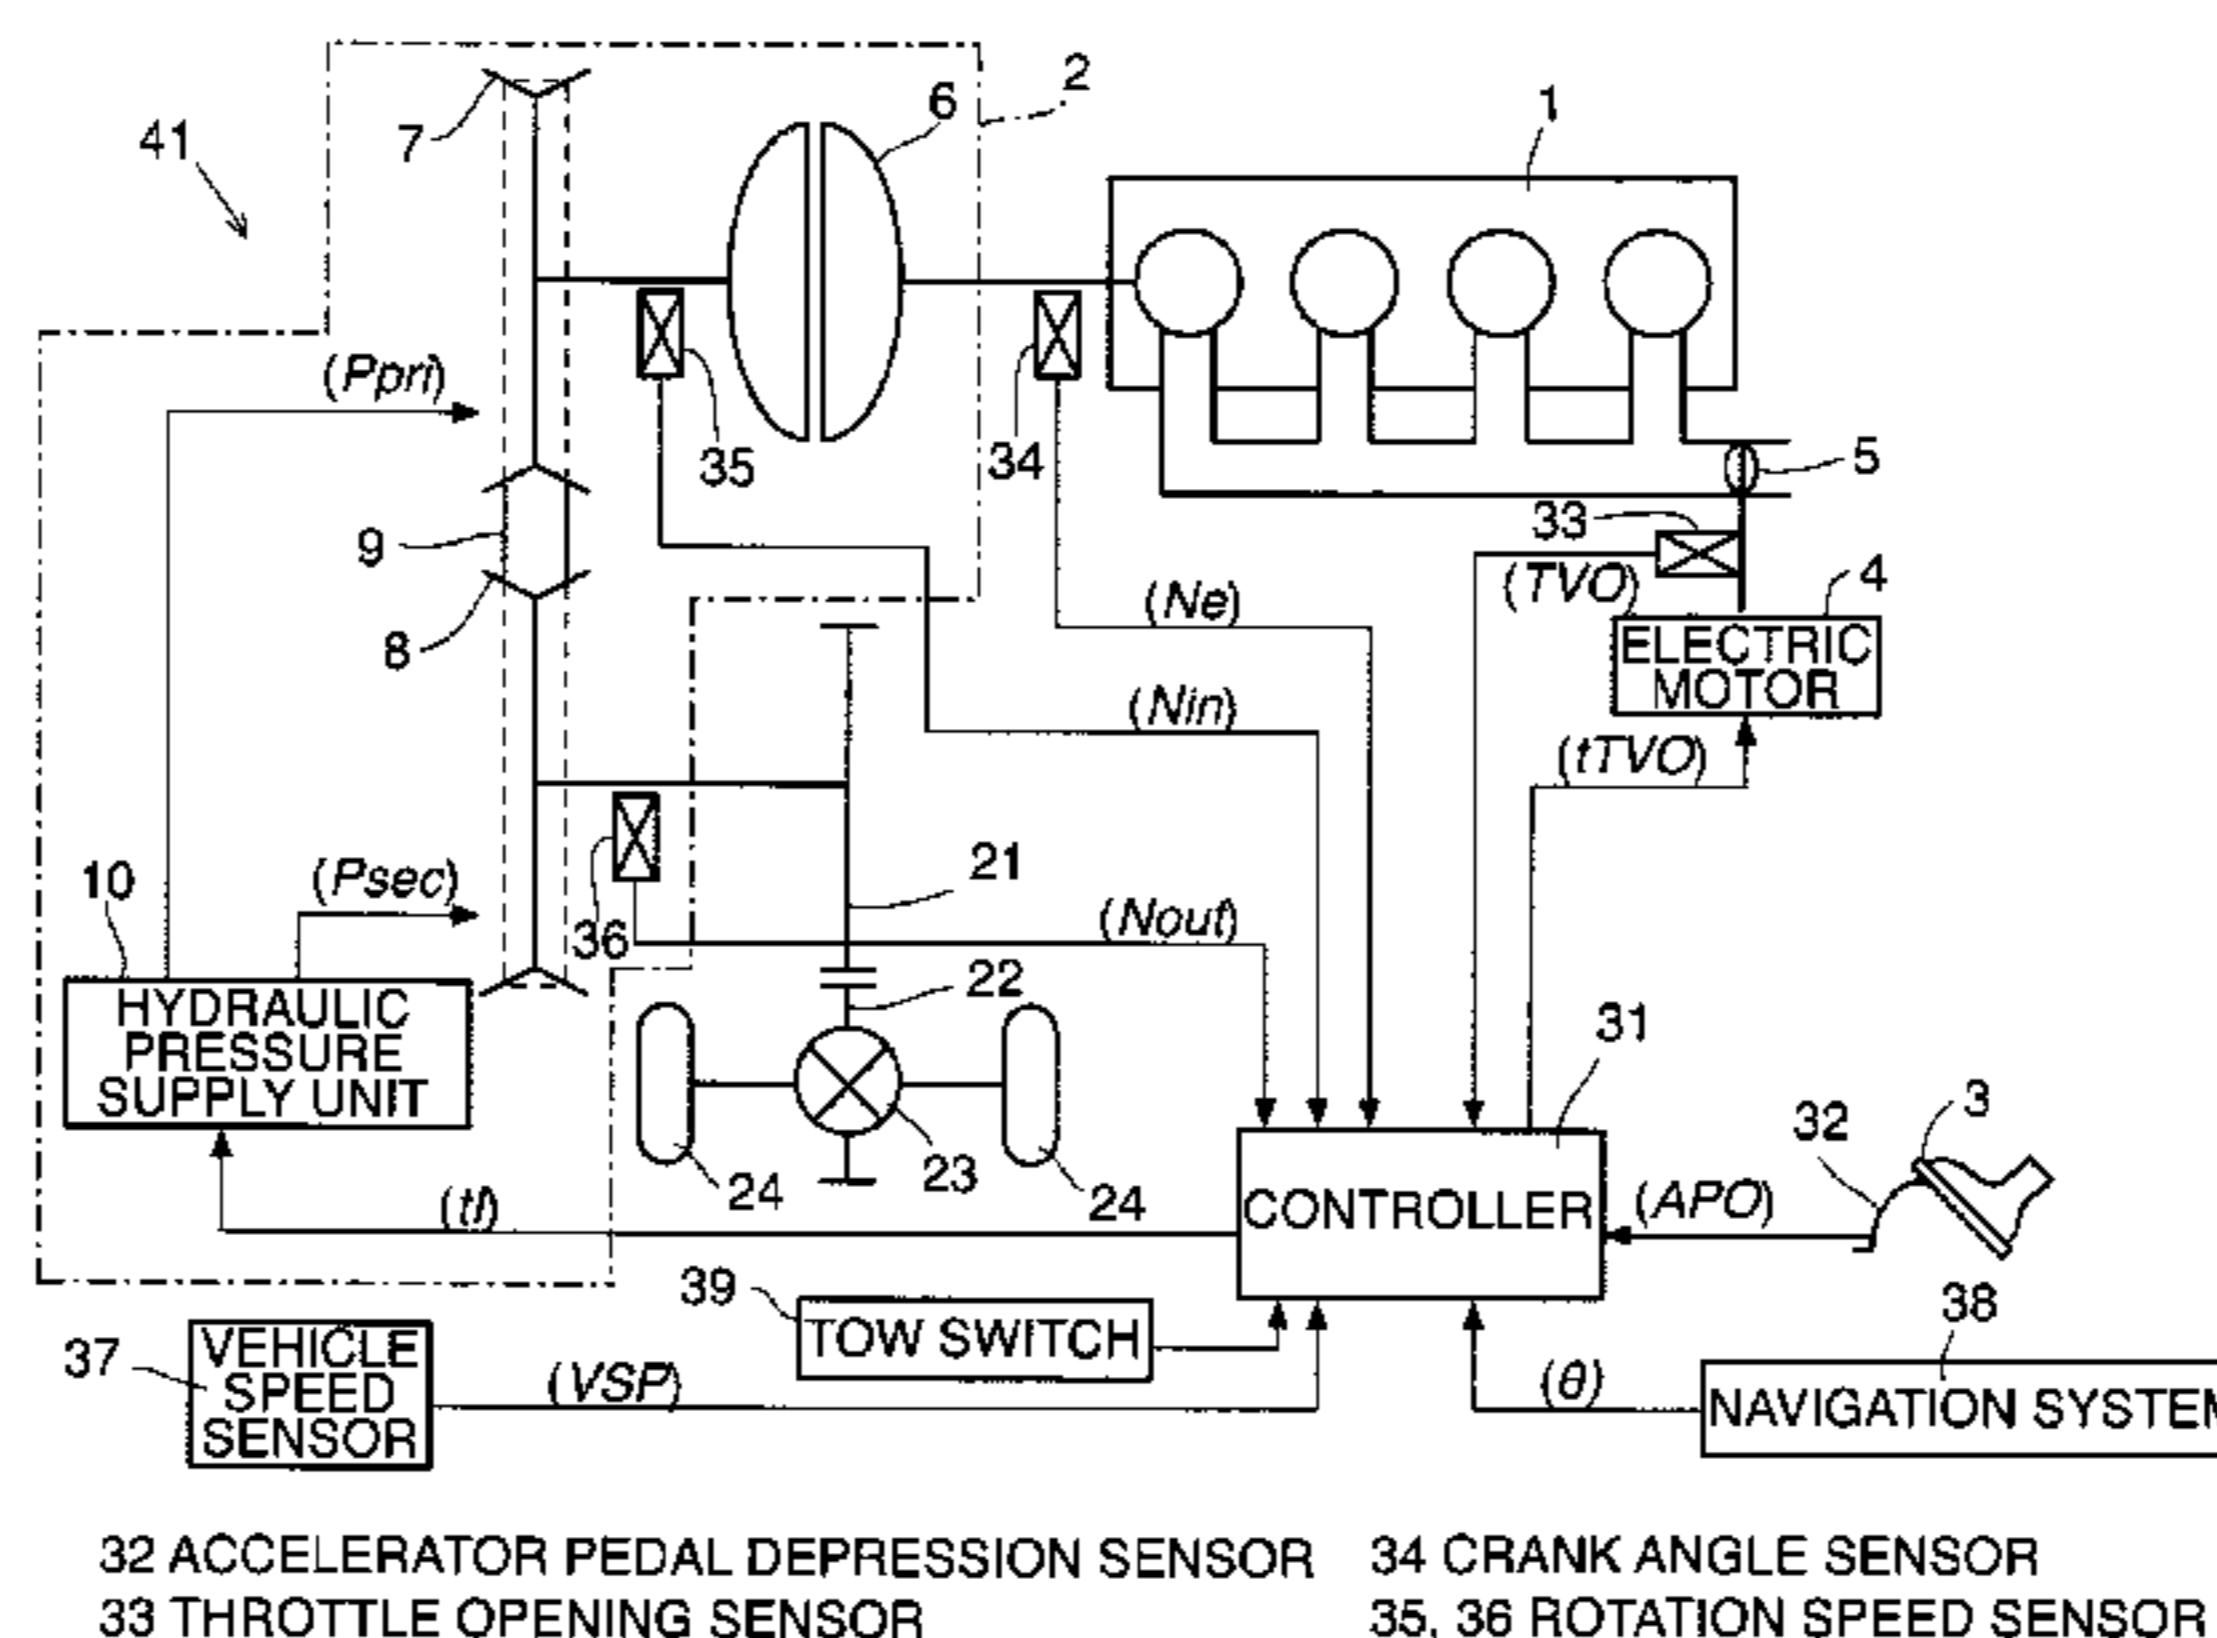 2
6
1
7
41
(Ppri)
35
34
5
33
9
(TVO)
4
(Ne)
8
ELECTRIC
MOTOR
(Nin)
(tTVO)
21
10
(Psec)
36
(Nout)
22
HYDRAULIC
PRESSURE
SUPPLY UNIT
31
32
3
23
24
24
(tI)
CONTROLLER
(APO)
39
TOW SWITCH
38
37
VEHICLE
SPEED
SENSOR
(VSP)
(θ)
NAVIGATION SYSTEM
32 ACCELERATOR PEDAL DEPRESSION SENSOR
34 CRANK ANGLE SENSOR
33 THROTTLE OPENING SENSOR
35, 36 ROTATION SPEED SENSOR